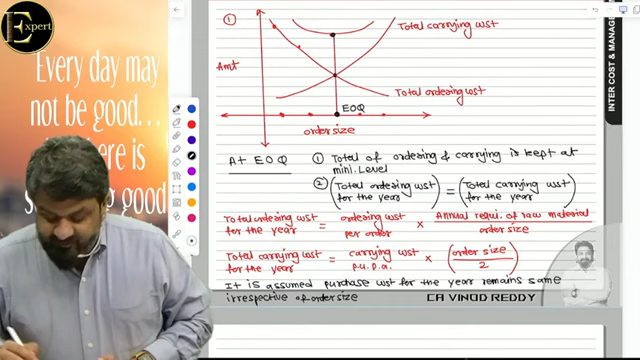 Expert
Every day may
not be good...
there is
good
INTER COST & MANAGE
①
Total carrying cost
Amt
Total ordering cost
EOQ
order size
At EOQ
① Total of ordering & carrying is kept at
mini. Level
② (Total ordering cost for the year) = (Total carrying cost for the year)
Total ordering cost for the year = ordering cost per order × Annual requi. of raw material / order size
Total carrying cost for the year = carrying cost p.u.p.a. × (order size / 2)
It is assumed purchase cost for the year remains same
irrespective of order size
CA VINOD REDDY